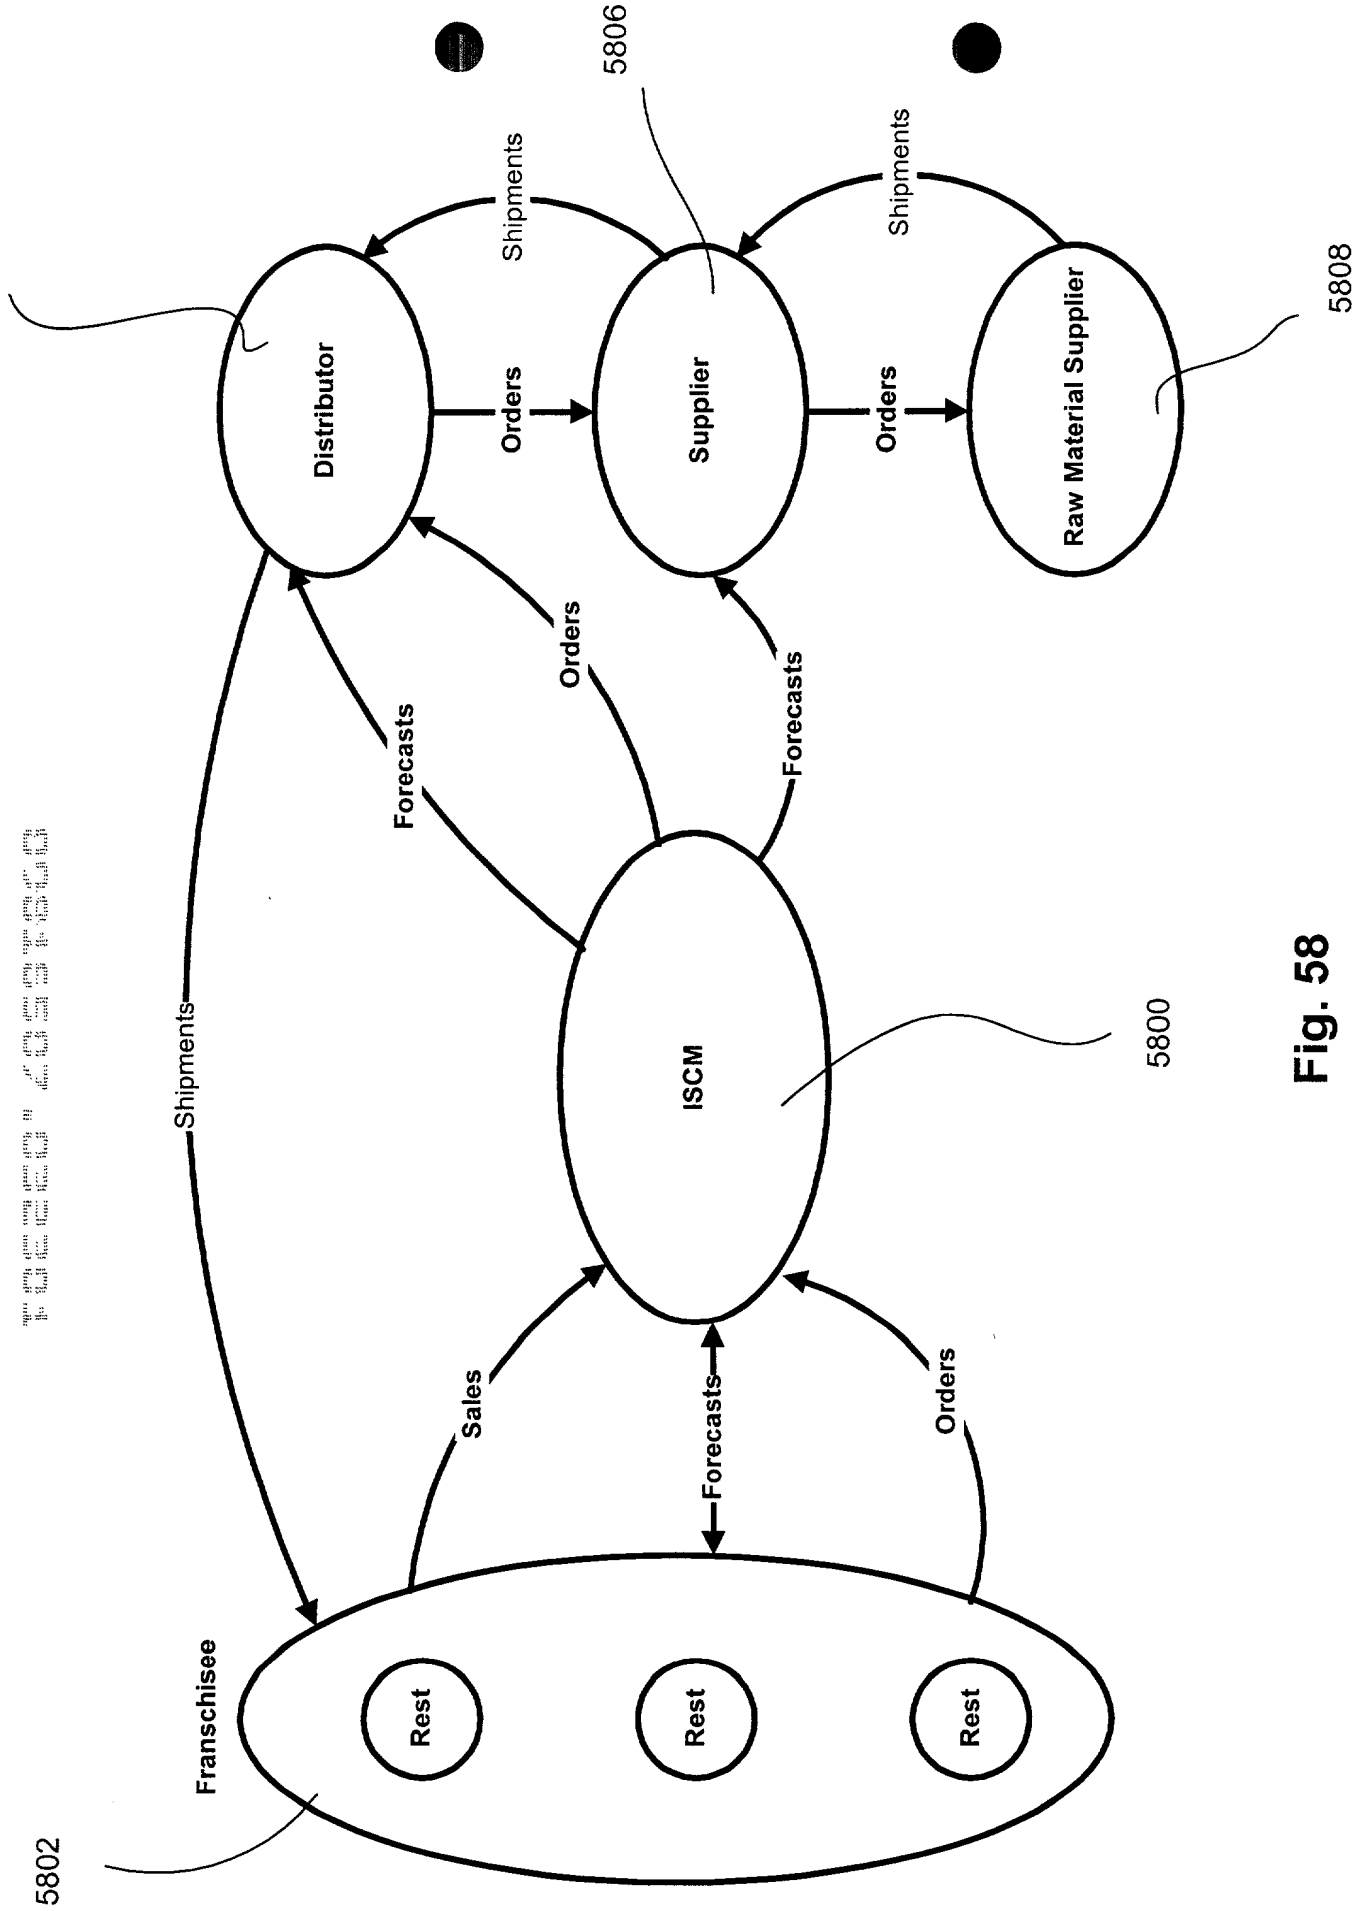 5802
Franschisee
Rest
Rest
Rest
Shipments
Sales
Forecasts
Orders
ISCM
5800
Forecasts
Orders
Forecasts
Distributor
Orders
Shipments
Supplier
5806
Orders
Shipments
Raw Material Supplier
5808
Fig. 58